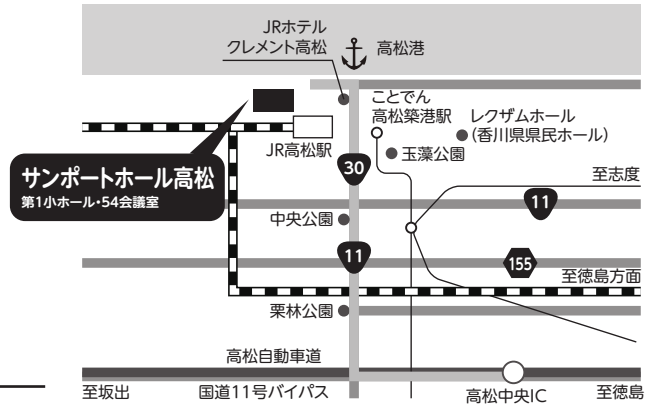 JRホテル
クレメント高松
高松港
ことでん
高松築港駅
レクザムホール
(香川県県民ホール)
JR高松駅
玉藻公園
サンポートホール高松
第1小ホール・54会議室
30
至志度
11
中央公園
11
155
至徳島方面
栗林公園
高松自動車道
至坂出
国道11号バイパス
高松中央IC
至徳島